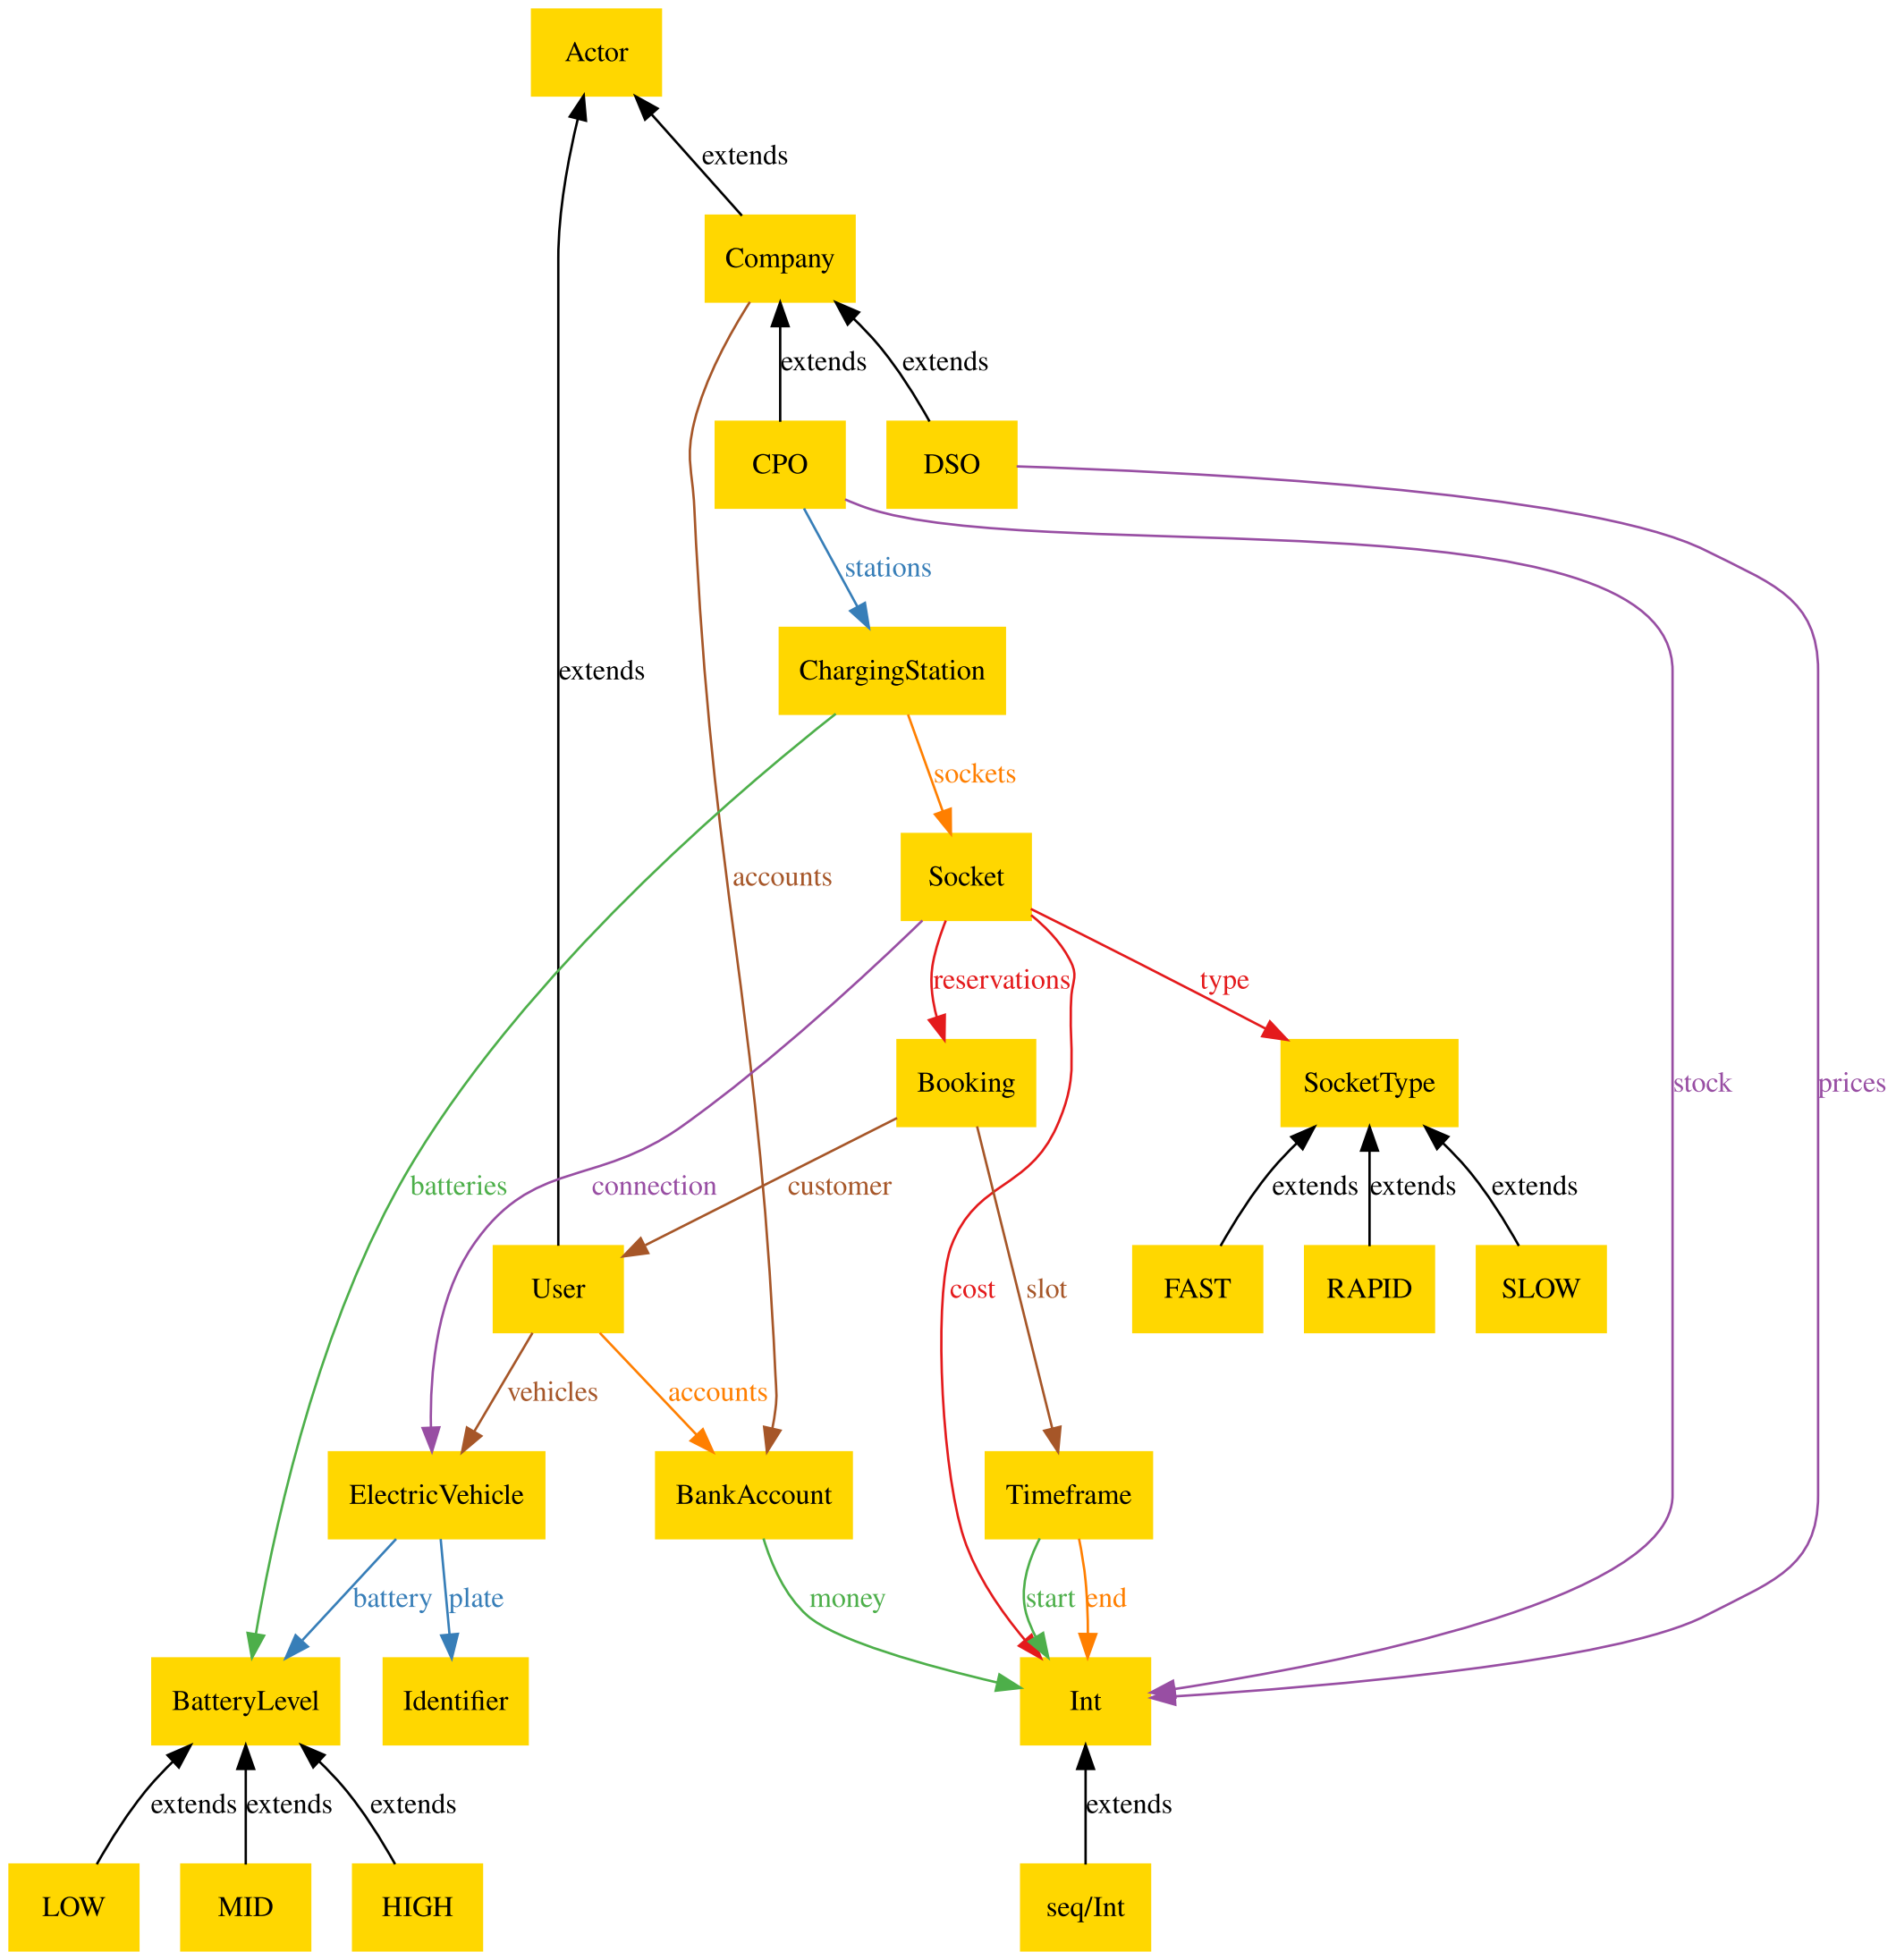 Actor
extends
Company
extends
extends
CPO
DSO
stations
extends
ChargingStation
sockets
accounts
Socket
reservations
type
Booking
SocketType
stock
prices
batteries
connection
customer
extends
extends
extends
User
cost
slot
FAST
RAPID
SLOW
vehicles
accounts
ElectricVehicle
BankAccount
Timeframe
battery
plate
money
start
end
BatteryLevel
Identifier
Int
extends
extends
extends
extends
LOW
MID
HIGH
seq/Int